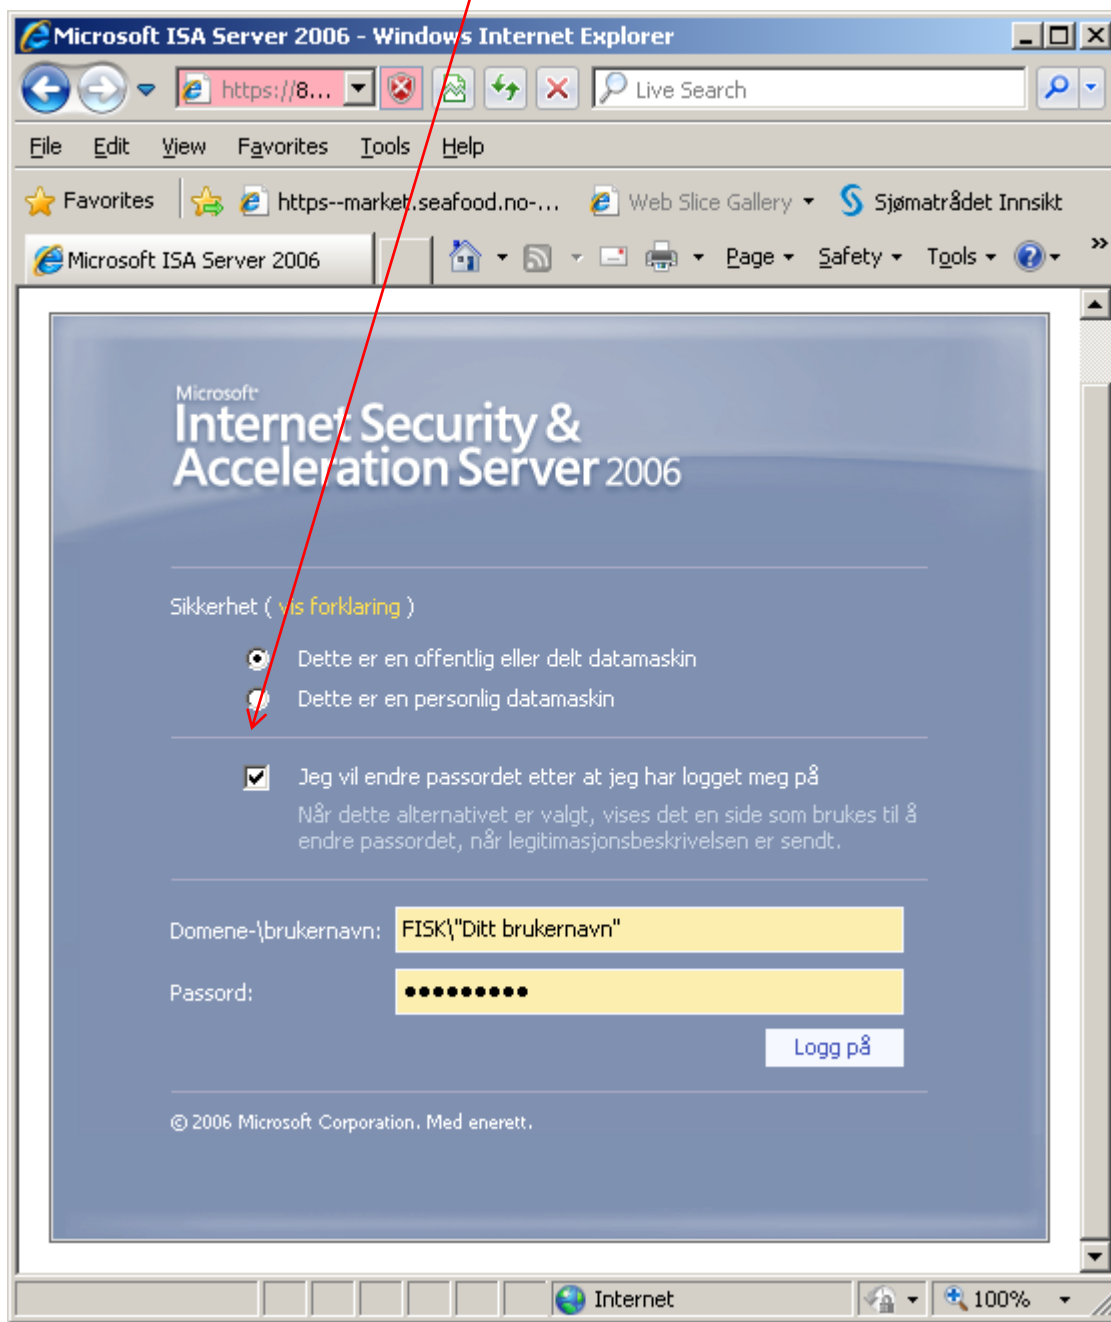 Microsoft ISA Server 2006 - Windows Internet Explorer
https://8... Live Search
File Edit View Favorites Tools Help
Favorites https--market.seafood.no-... Web Slice Gallery Sjømatrådet Innsikt
Microsoft ISA Server 2006 Page Safety Tools »
Microsoft
Internet Security &
Acceleration Server 2006
Sikkerhet ( vis forklaring )
Dette er en offentlig eller delt datamaskin
Dette er en personlig datamaskin
Jeg vil endre passordet etter at jeg har logget meg på
Når dette alternativet er valgt, vises det en side som brukes til å
endre passordet, når legitimasjonsbeskrivelsen er sendt.
Domene-\brukernavn: FISK\"Ditt brukernavn"
Passord: •••••••••
Logg på
© 2006 Microsoft Corporation. Med enerett.
Internet 100%